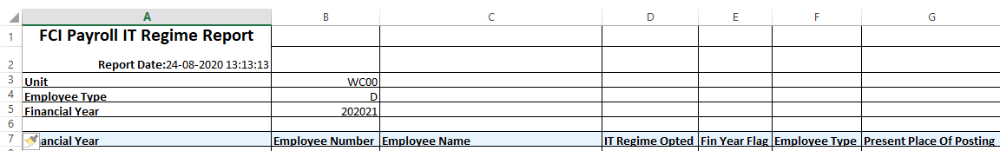 A B C D E F G
1 FCI Payroll IT Regime Report
2 Report Date:24-08-2020 13:13:13
3 Unit WC00
4 Employee Type D
5 Financial Year 202021
6
7 ancial Year Employee Number Employee Name IT Regime Opted Fin Year Flag Employee Type Present Place Of Posting